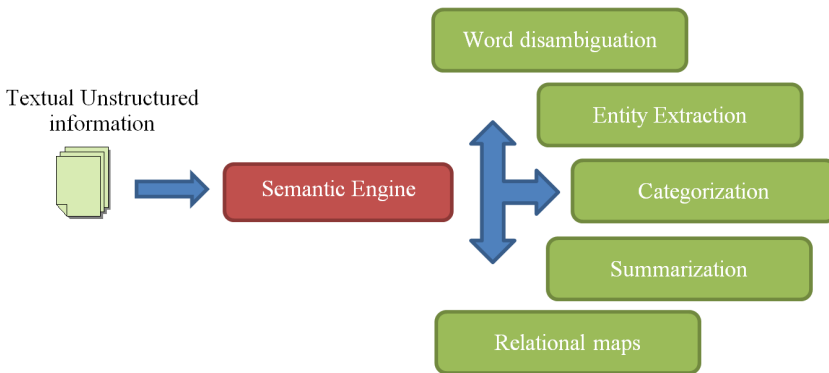 Textual Unstructured
information
Semantic Engine
Word disambiguation
Entity Extraction
Categorization
Summarization
Relational maps